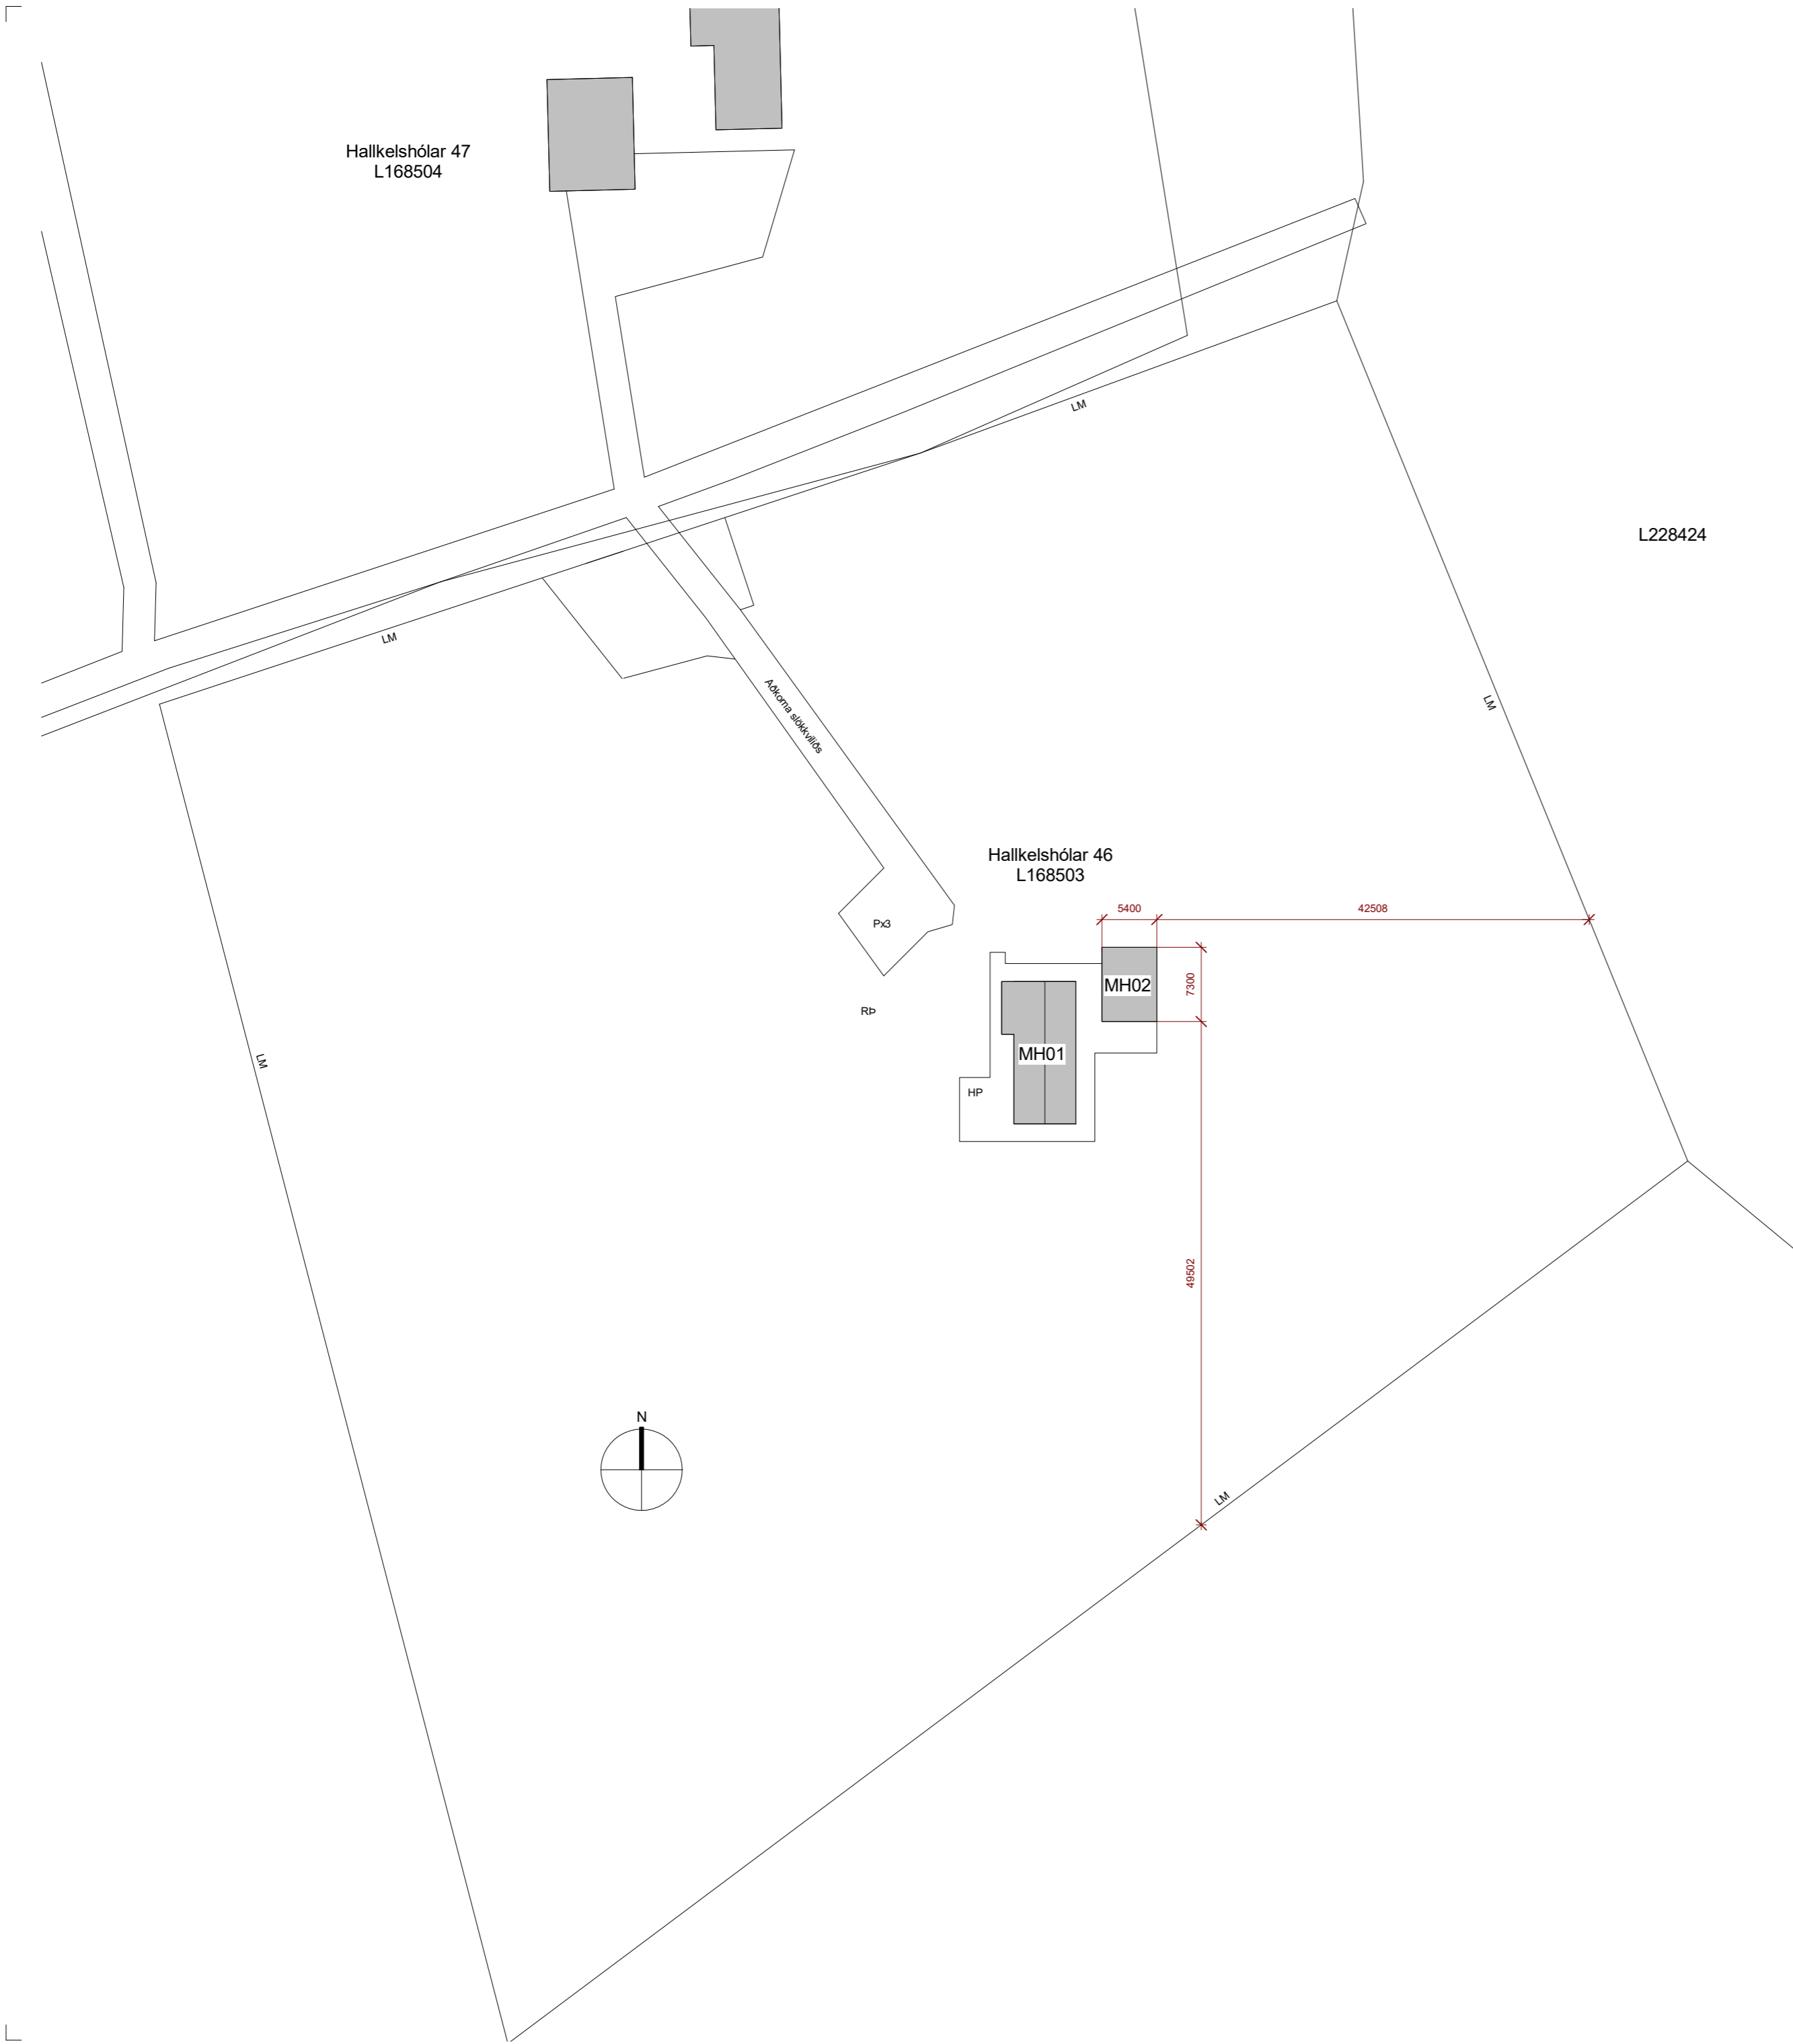 Hallkelshólar 47
L168504
LM
L228424
LM
Aðkoma slökkviliðs
LM
Hallkelshólar 46
L168503
5400
42508
Px3
MH02
7300
RÞ
MH01
LM
HP
49502
N
LM